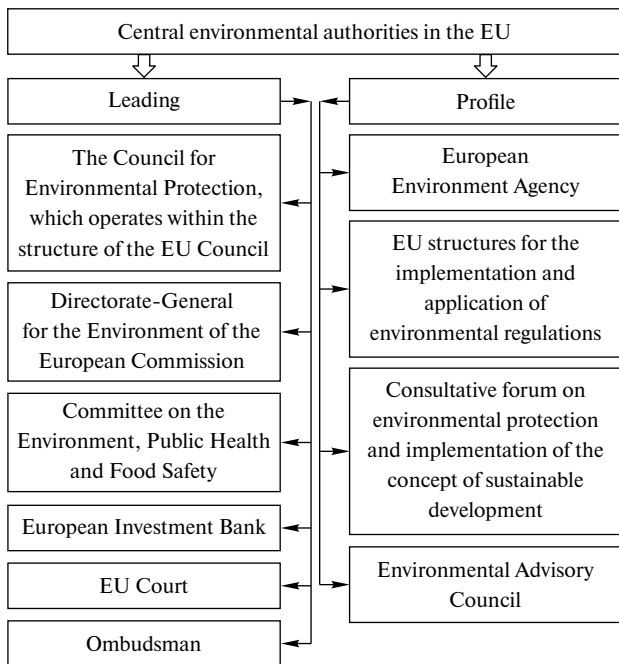 Central environmental authorities in the EU
Leading
The Council for
Environmental Protection,
which operates within the
structure of the EU Council
Directorate-General
for the Environment of the
European Commission
Committee on the
Environment, Public Health
and Food Safety
European Investment Bank
EU Court
Ombudsman
Profile
European
Environment Agency
EU structures for the
implementation and
application of
environmental regulations
Consultative forum on
environmental protection
and implementation of the
concept of sustainable
development
Environmental Advisory
Council